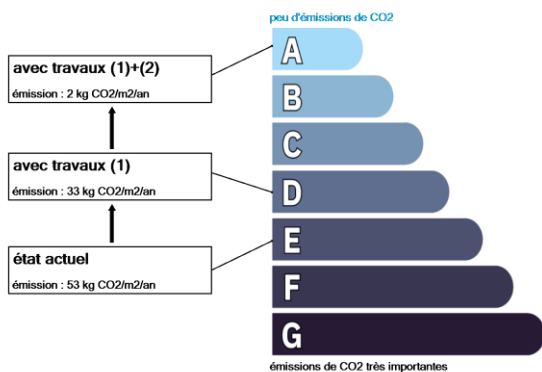 peu d'émissions de CO2
avec travaux (1)+(2)
émission : 2 kg CO2/m2/an
avec travaux (1)
émission : 33 kg CO2/m2/an
état actuel
émission : 53 kg CO2/m2/an
A
B
C
D
E
F
G
émissions de CO2 très importantes